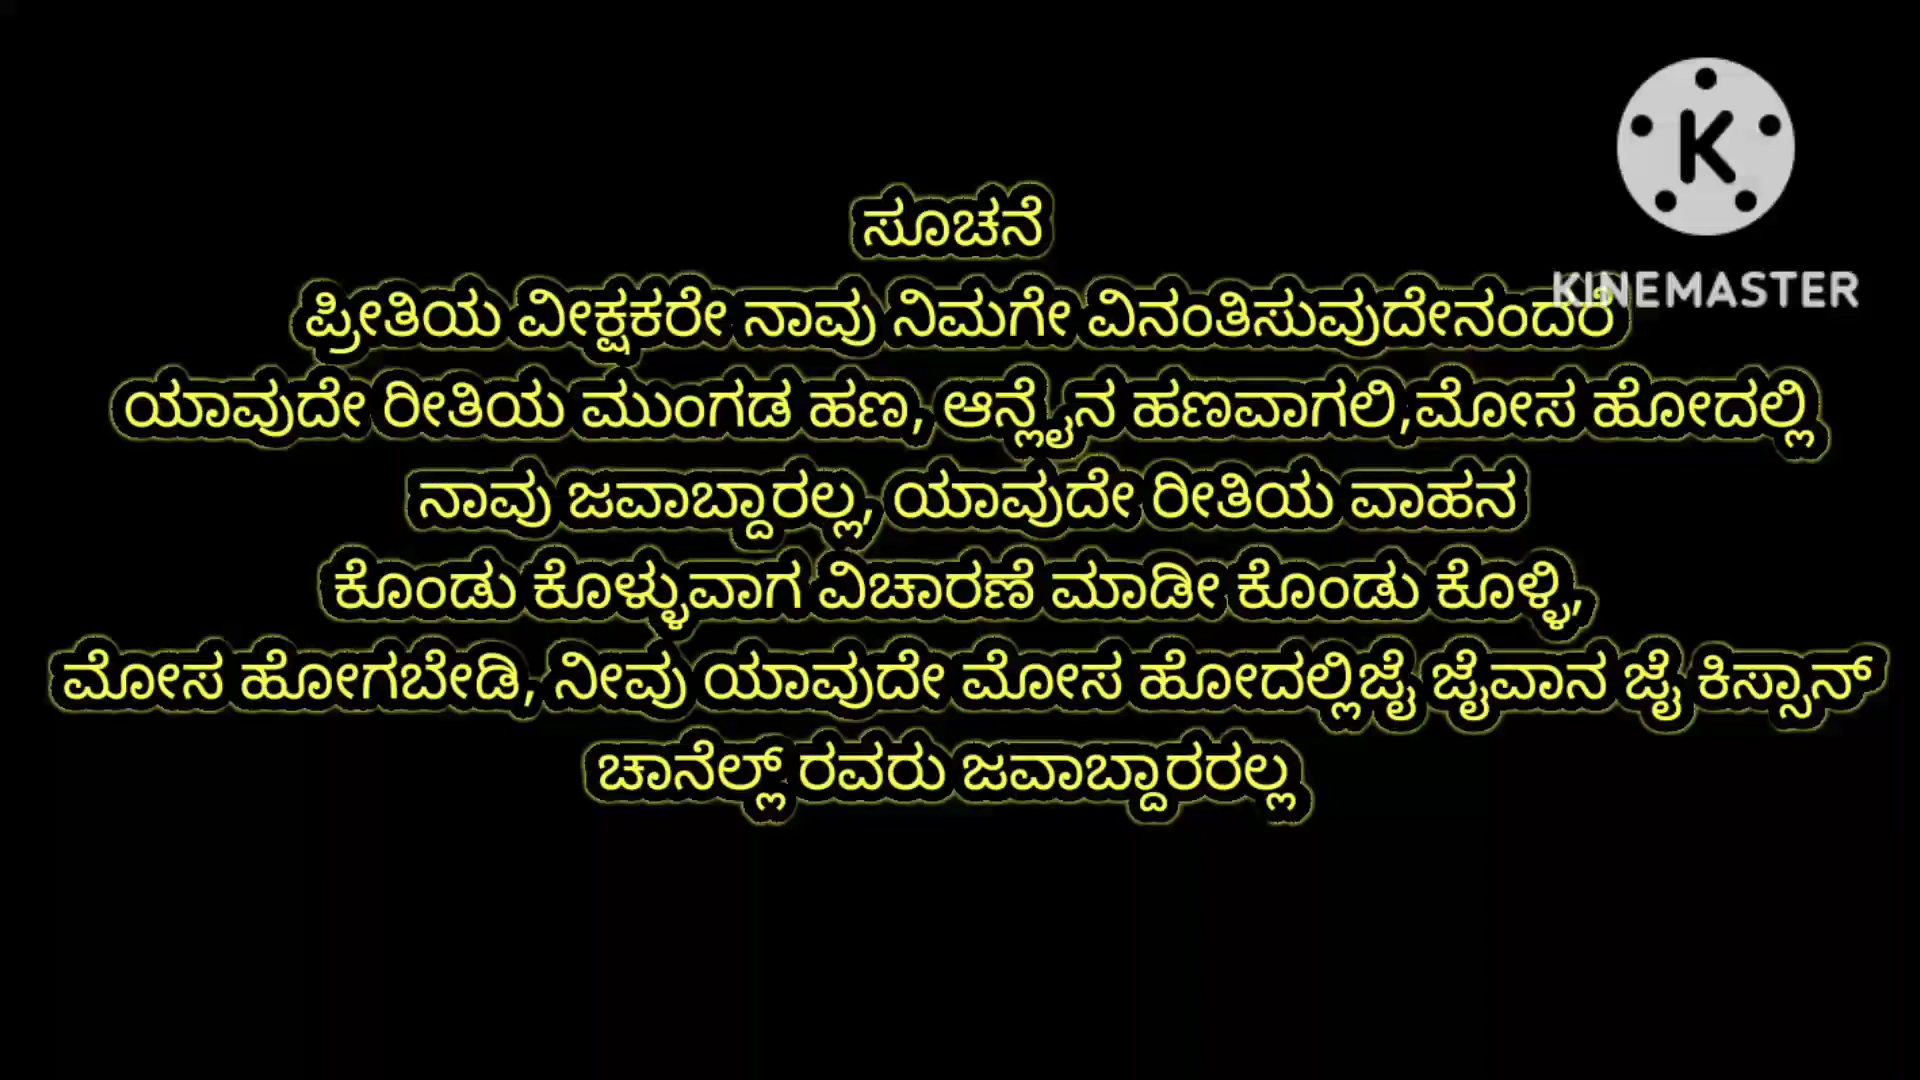 ಸೂಚನೆ
ಪ್ರೀತಿಯ ವೀಕ್ಷಕರೇ ನಾವು ನಿಮಗೇ ವಿನಂತಿಸುವುದೇನಂದರೆ
ಯಾವುದೇ ರೀತಿಯ ಮುಂಗಡ ಹಣ, ಆನ್ಲೈನ ಹಣವಾಗಲಿ,ಮೋಸ ಹೋದಲ್ಲಿ
ನಾವು ಜವಾಬ್ದಾರಲ್ಲ, ಯಾವುದೇ ರೀತಿಯ ವಾಹನ
ಕೊಂಡು ಕೊಳ್ಳುವಾಗ ವಿಚಾರಣೆ ಮಾಡೀ ಕೊಂಡು ಕೊಳ್ಳಿ,
ಮೋಸ ಹೋಗಬೇಡಿ, ನೀವು ಯಾವುದೇ ಮೋಸ ಹೋದಲ್ಲಿಜೈ ಜೈವಾನ ಜೈ ಕಿಸ್ಸಾನ್
ಚಾನೆಲ್ಲ್ ರವರು ಜವಾಬ್ದಾರರಲ್ಲ
K
KINEMASTER